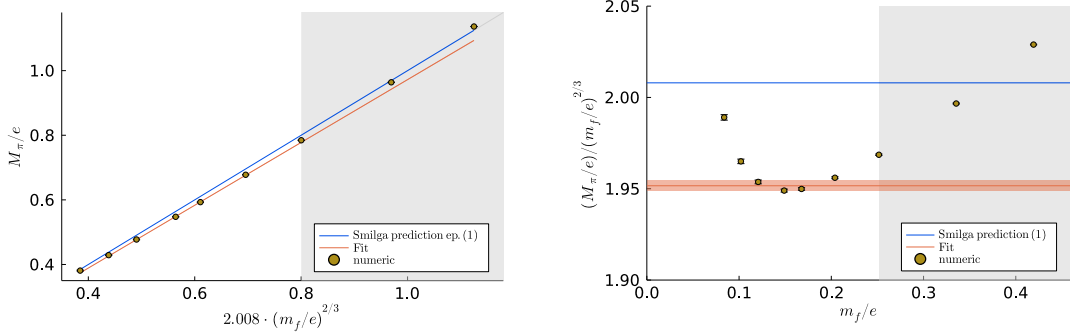 1.0
0.8
0.6
0.4
M_π/e
0.4 0.6 0.8 1.0
2.008 · (m_f/e)^{2/3}
Smilga prediction ep. (1)
Fit
numeric
2.05
2.00
1.95
1.90
(M_π/e)/(m_f/e)^{2/3}
0.0 0.1 0.2 0.3 0.4
m_f/e
Smilga prediction (1)
Fit
numeric